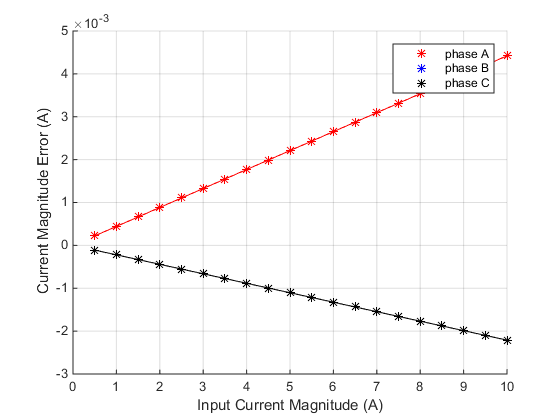 ×10⁻³
5
4
3
2
1
0
-1
-2
-3
0 1 2 3 4 5 6 7 8 9 10
Current Magnitude Error (A)
Input Current Magnitude (A)
phase A
phase B
phase C